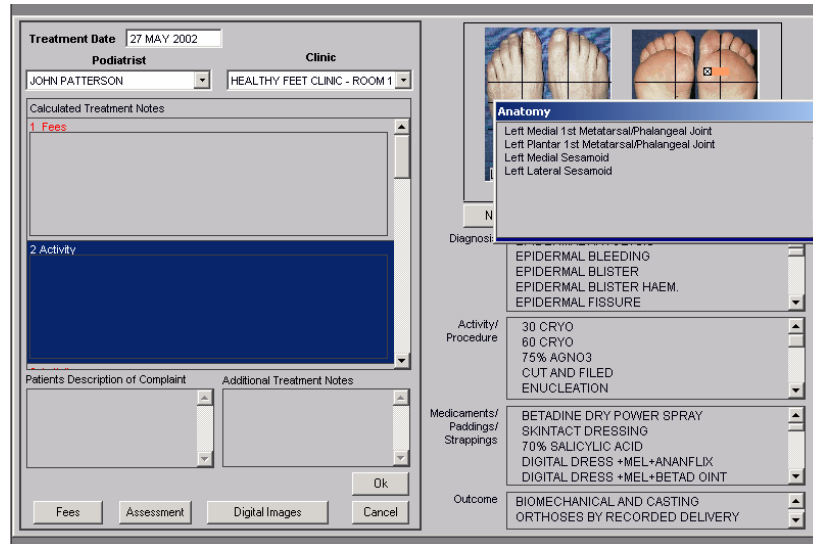 Treatment Date 27 MAY 2002
Podiatrist
Clinic
JOHN PATTERSON
HEALTHY FEET CLINIC - ROOM 1
Calculated Treatment Notes
1 Fees
2 Activity
Patients Description of Complaint
Additional Treatment Notes
Ok
Fees
Assessment
Digital Images
Cancel
Anatomy
Left Medial 1st Metatarsal/Phalangeal Joint
Left Plantar 1st Metatarsal/Phalangeal Joint
Left Medial Sesamoid
Left Lateral Sesamoid
EPIDERMAL BLEEDING
EPIDERMAL BLISTER
EPIDERMAL BLISTER HAEM.
EPIDERMAL FISSURE
Activity/
Procedure
30 CRYO
60 CRYO
75% AGNO3
CUT AND FILED
ENUCLEATION
Medicaments/
Paddings/
Strappings
BETADINE DRY POWER SPRAY
SKINTACT DRESSING
70% SALICYLIC ACID
DIGITAL DRESS +MEL+ANANFLIX
DIGITAL DRESS +MEL+BETAD OINT
Outcome
BIOMECHANICAL AND CASTING
ORTHOSES BY RECORDED DELIVERY